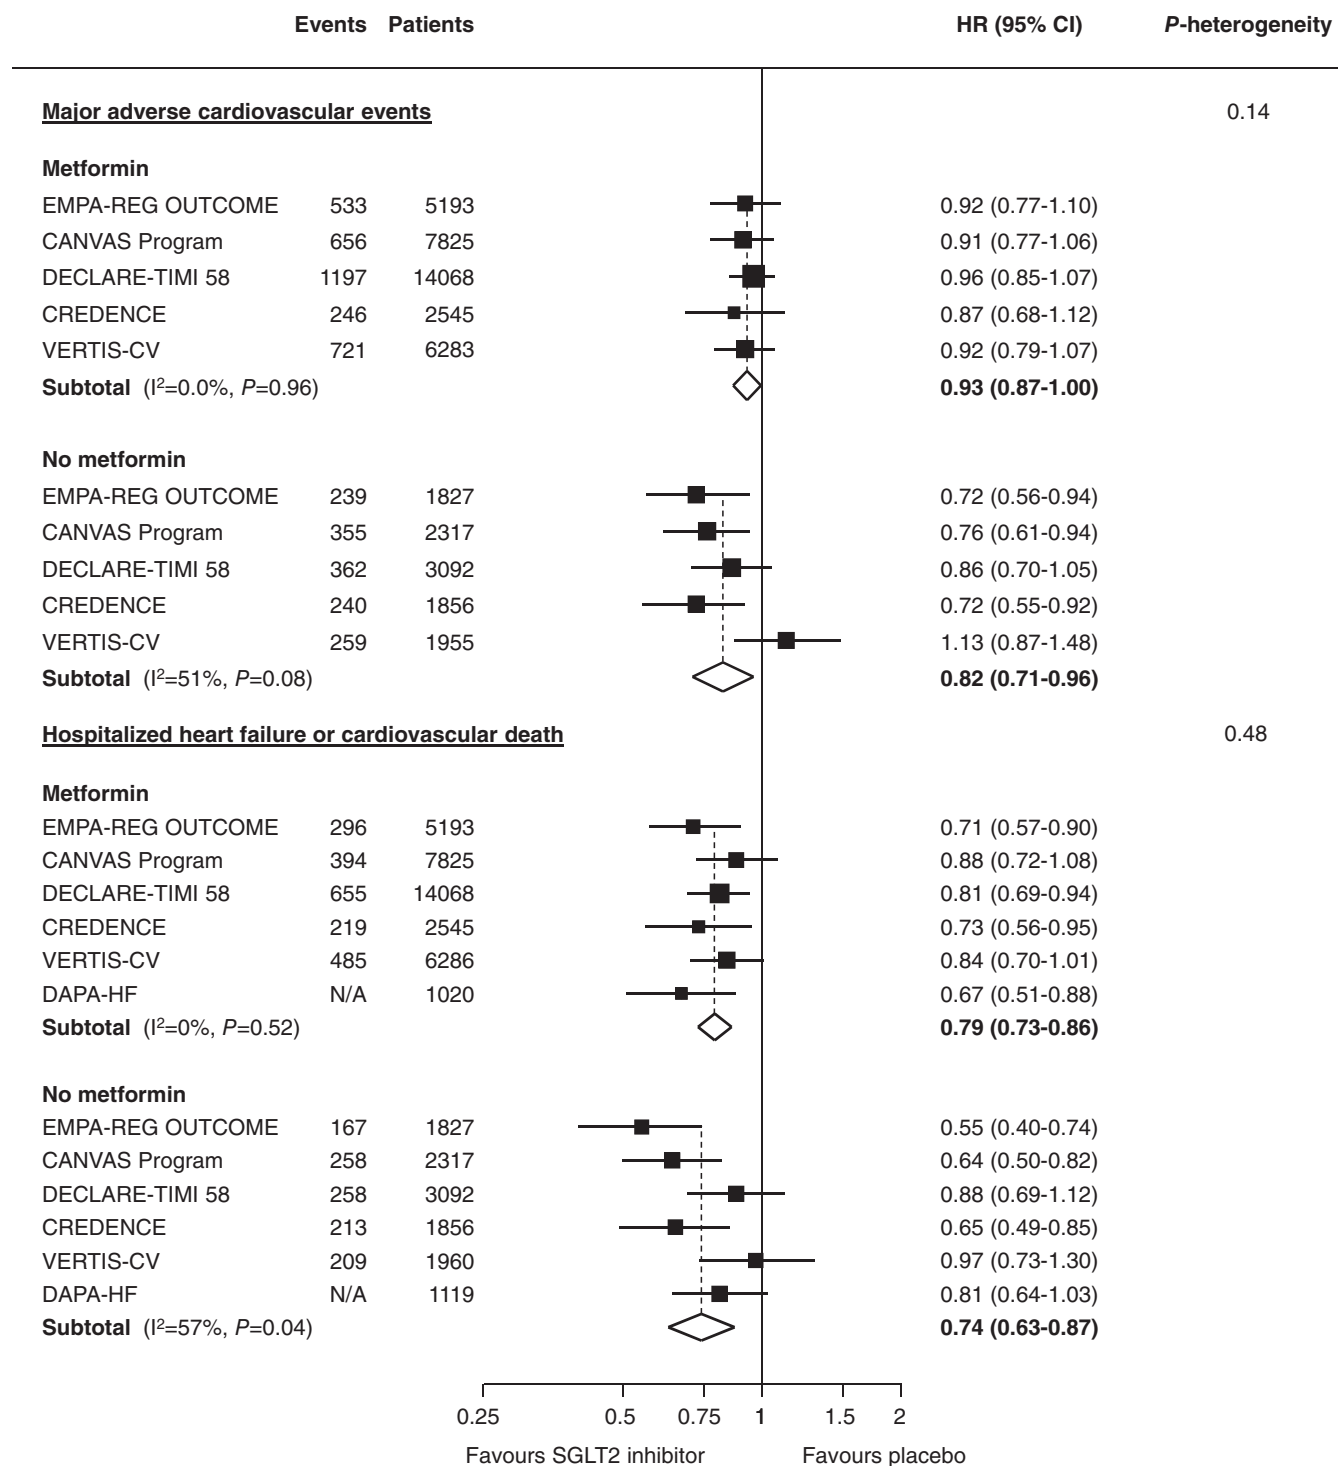 Events Patients HR (95% CI) P-heterogeneity
Major adverse cardiovascular events 0.14
Metformin
EMPA-REG OUTCOME 533 5193 0.92 (0.77-1.10)
CANVAS Program 656 7825 0.91 (0.77-1.06)
DECLARE-TIMI 58 1197 14068 0.96 (0.85-1.07)
CREDENCE 246 2545 0.87 (0.68-1.12)
VERTIS-CV 721 6283 0.92 (0.79-1.07)
Subtotal (I²=0.0%, P=0.96) 0.93 (0.87-1.00)
No metformin
EMPA-REG OUTCOME 239 1827 0.72 (0.56-0.94)
CANVAS Program 355 2317 0.76 (0.61-0.94)
DECLARE-TIMI 58 362 3092 0.86 (0.70-1.05)
CREDENCE 240 1856 0.72 (0.55-0.92)
VERTIS-CV 259 1955 1.13 (0.87-1.48)
Subtotal (I²=51%, P=0.08) 0.82 (0.71-0.96)
Hospitalized heart failure or cardiovascular death 0.48
Metformin
EMPA-REG OUTCOME 296 5193 0.71 (0.57-0.90)
CANVAS Program 394 7825 0.88 (0.72-1.08)
DECLARE-TIMI 58 655 14068 0.81 (0.69-0.94)
CREDENCE 219 2545 0.73 (0.56-0.95)
VERTIS-CV 485 6286 0.84 (0.70-1.01)
DAPA-HF N/A 1020 0.67 (0.51-0.88)
Subtotal (I²=0%, P=0.52) 0.79 (0.73-0.86)
No metformin
EMPA-REG OUTCOME 167 1827 0.55 (0.40-0.74)
CANVAS Program 258 2317 0.64 (0.50-0.82)
DECLARE-TIMI 58 258 3092 0.88 (0.69-1.12)
CREDENCE 213 1856 0.65 (0.49-0.85)
VERTIS-CV 209 1960 0.97 (0.73-1.30)
DAPA-HF N/A 1119 0.81 (0.64-1.03)
Subtotal (I²=57%, P=0.04) 0.74 (0.63-0.87)
0.25 0.5 0.75 1 1.5 2
Favours SGLT2 inhibitor Favours placebo